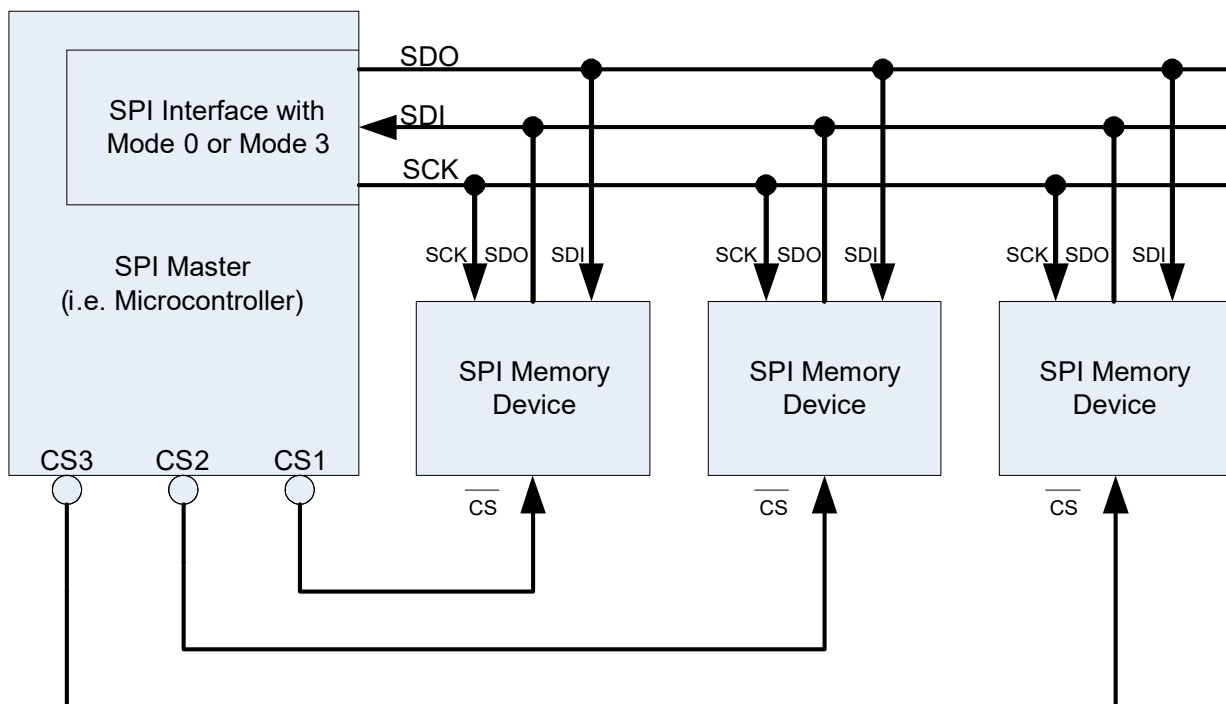 SDO
SPI Interface with
Mode 0 or Mode 3
SDI
SCK
SPI Master
(i.e. Microcontroller)
SCK SDO SDI
SCK SDO SDI
SCK SDO SDI
SPI Memory
Device
SPI Memory
Device
SPI Memory
Device
CS3 CS2 CS1
CS
CS
CS